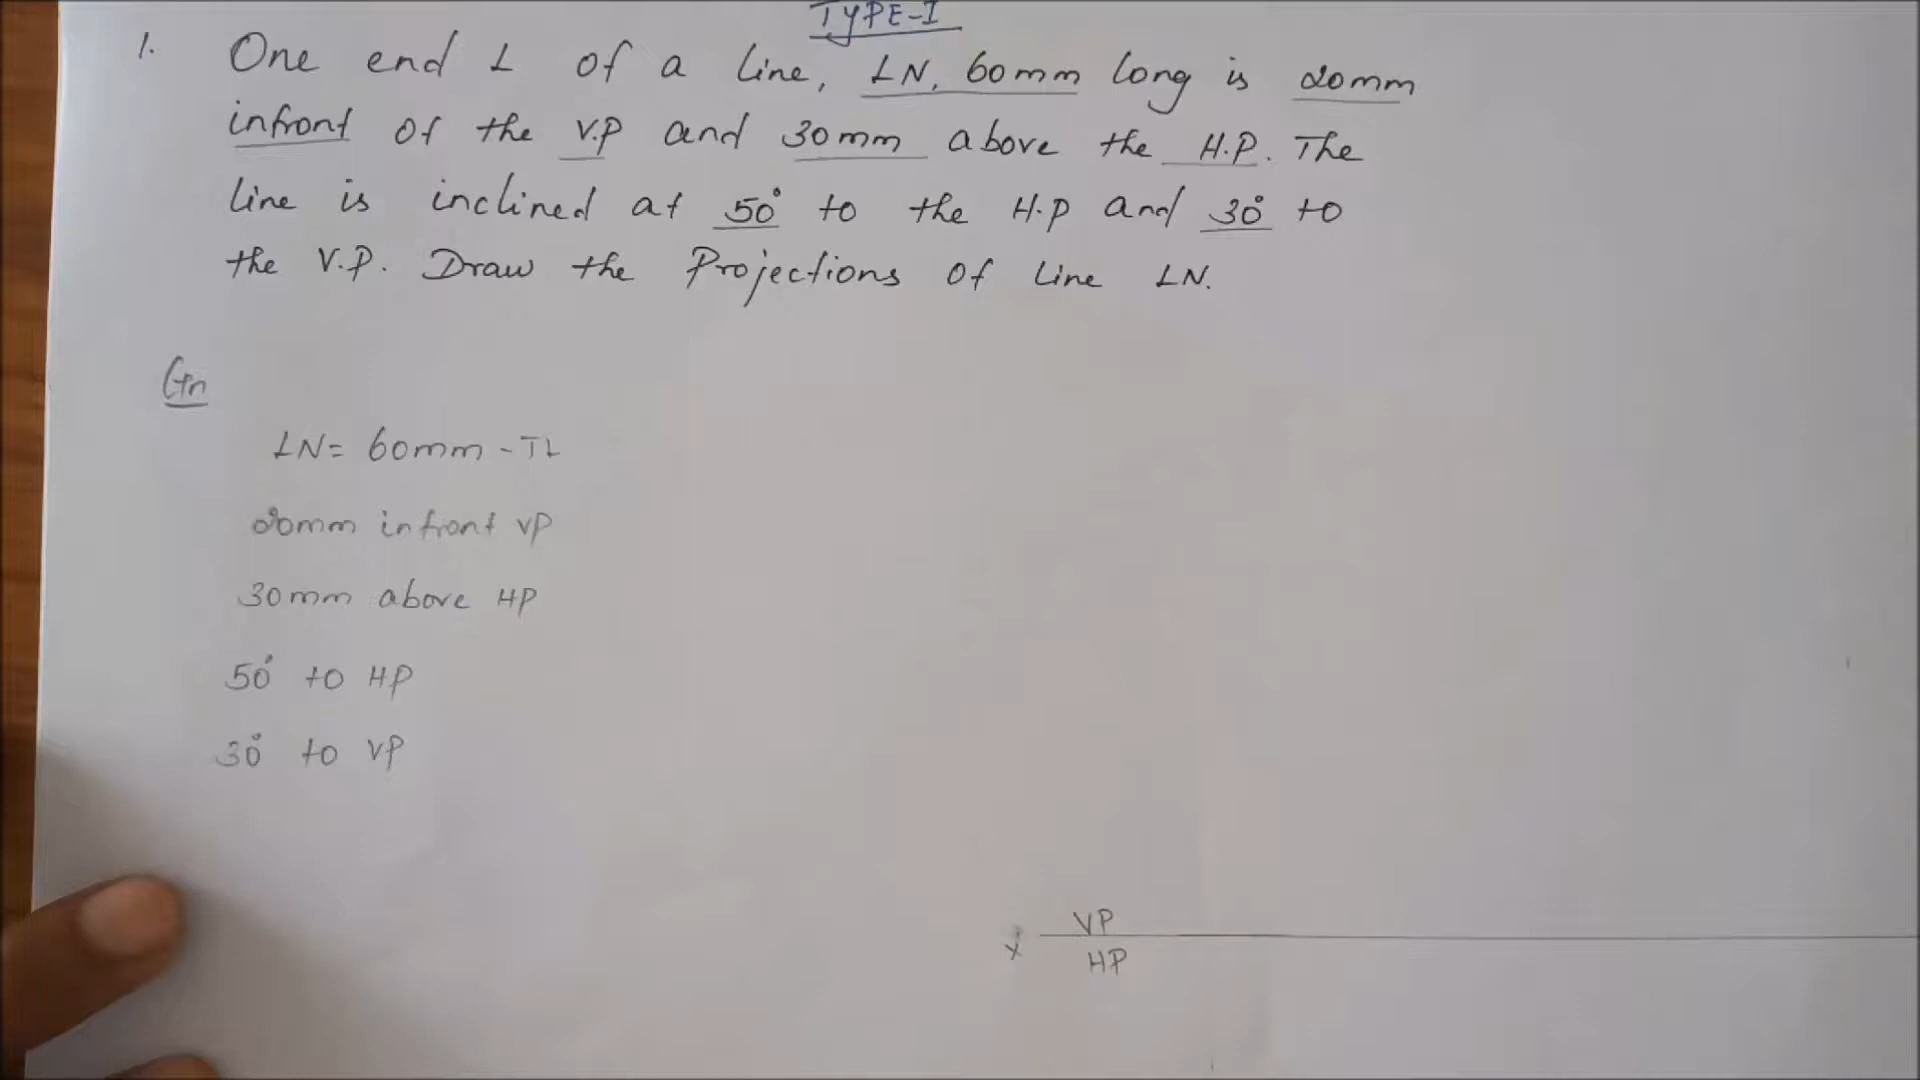 TYPE-I
1. One end L of a line, LN, 60mm long is 20mm
infront of the V.P and 30mm above the H.P. The
line is inclined at 50° to the H.P and 30° to
the V.P. Draw the Projections of Line LN.
Gn
LN= 60mm - TL
20mm infront VP
30mm above HP
50° to HP
30° to VP
VP
X
HP